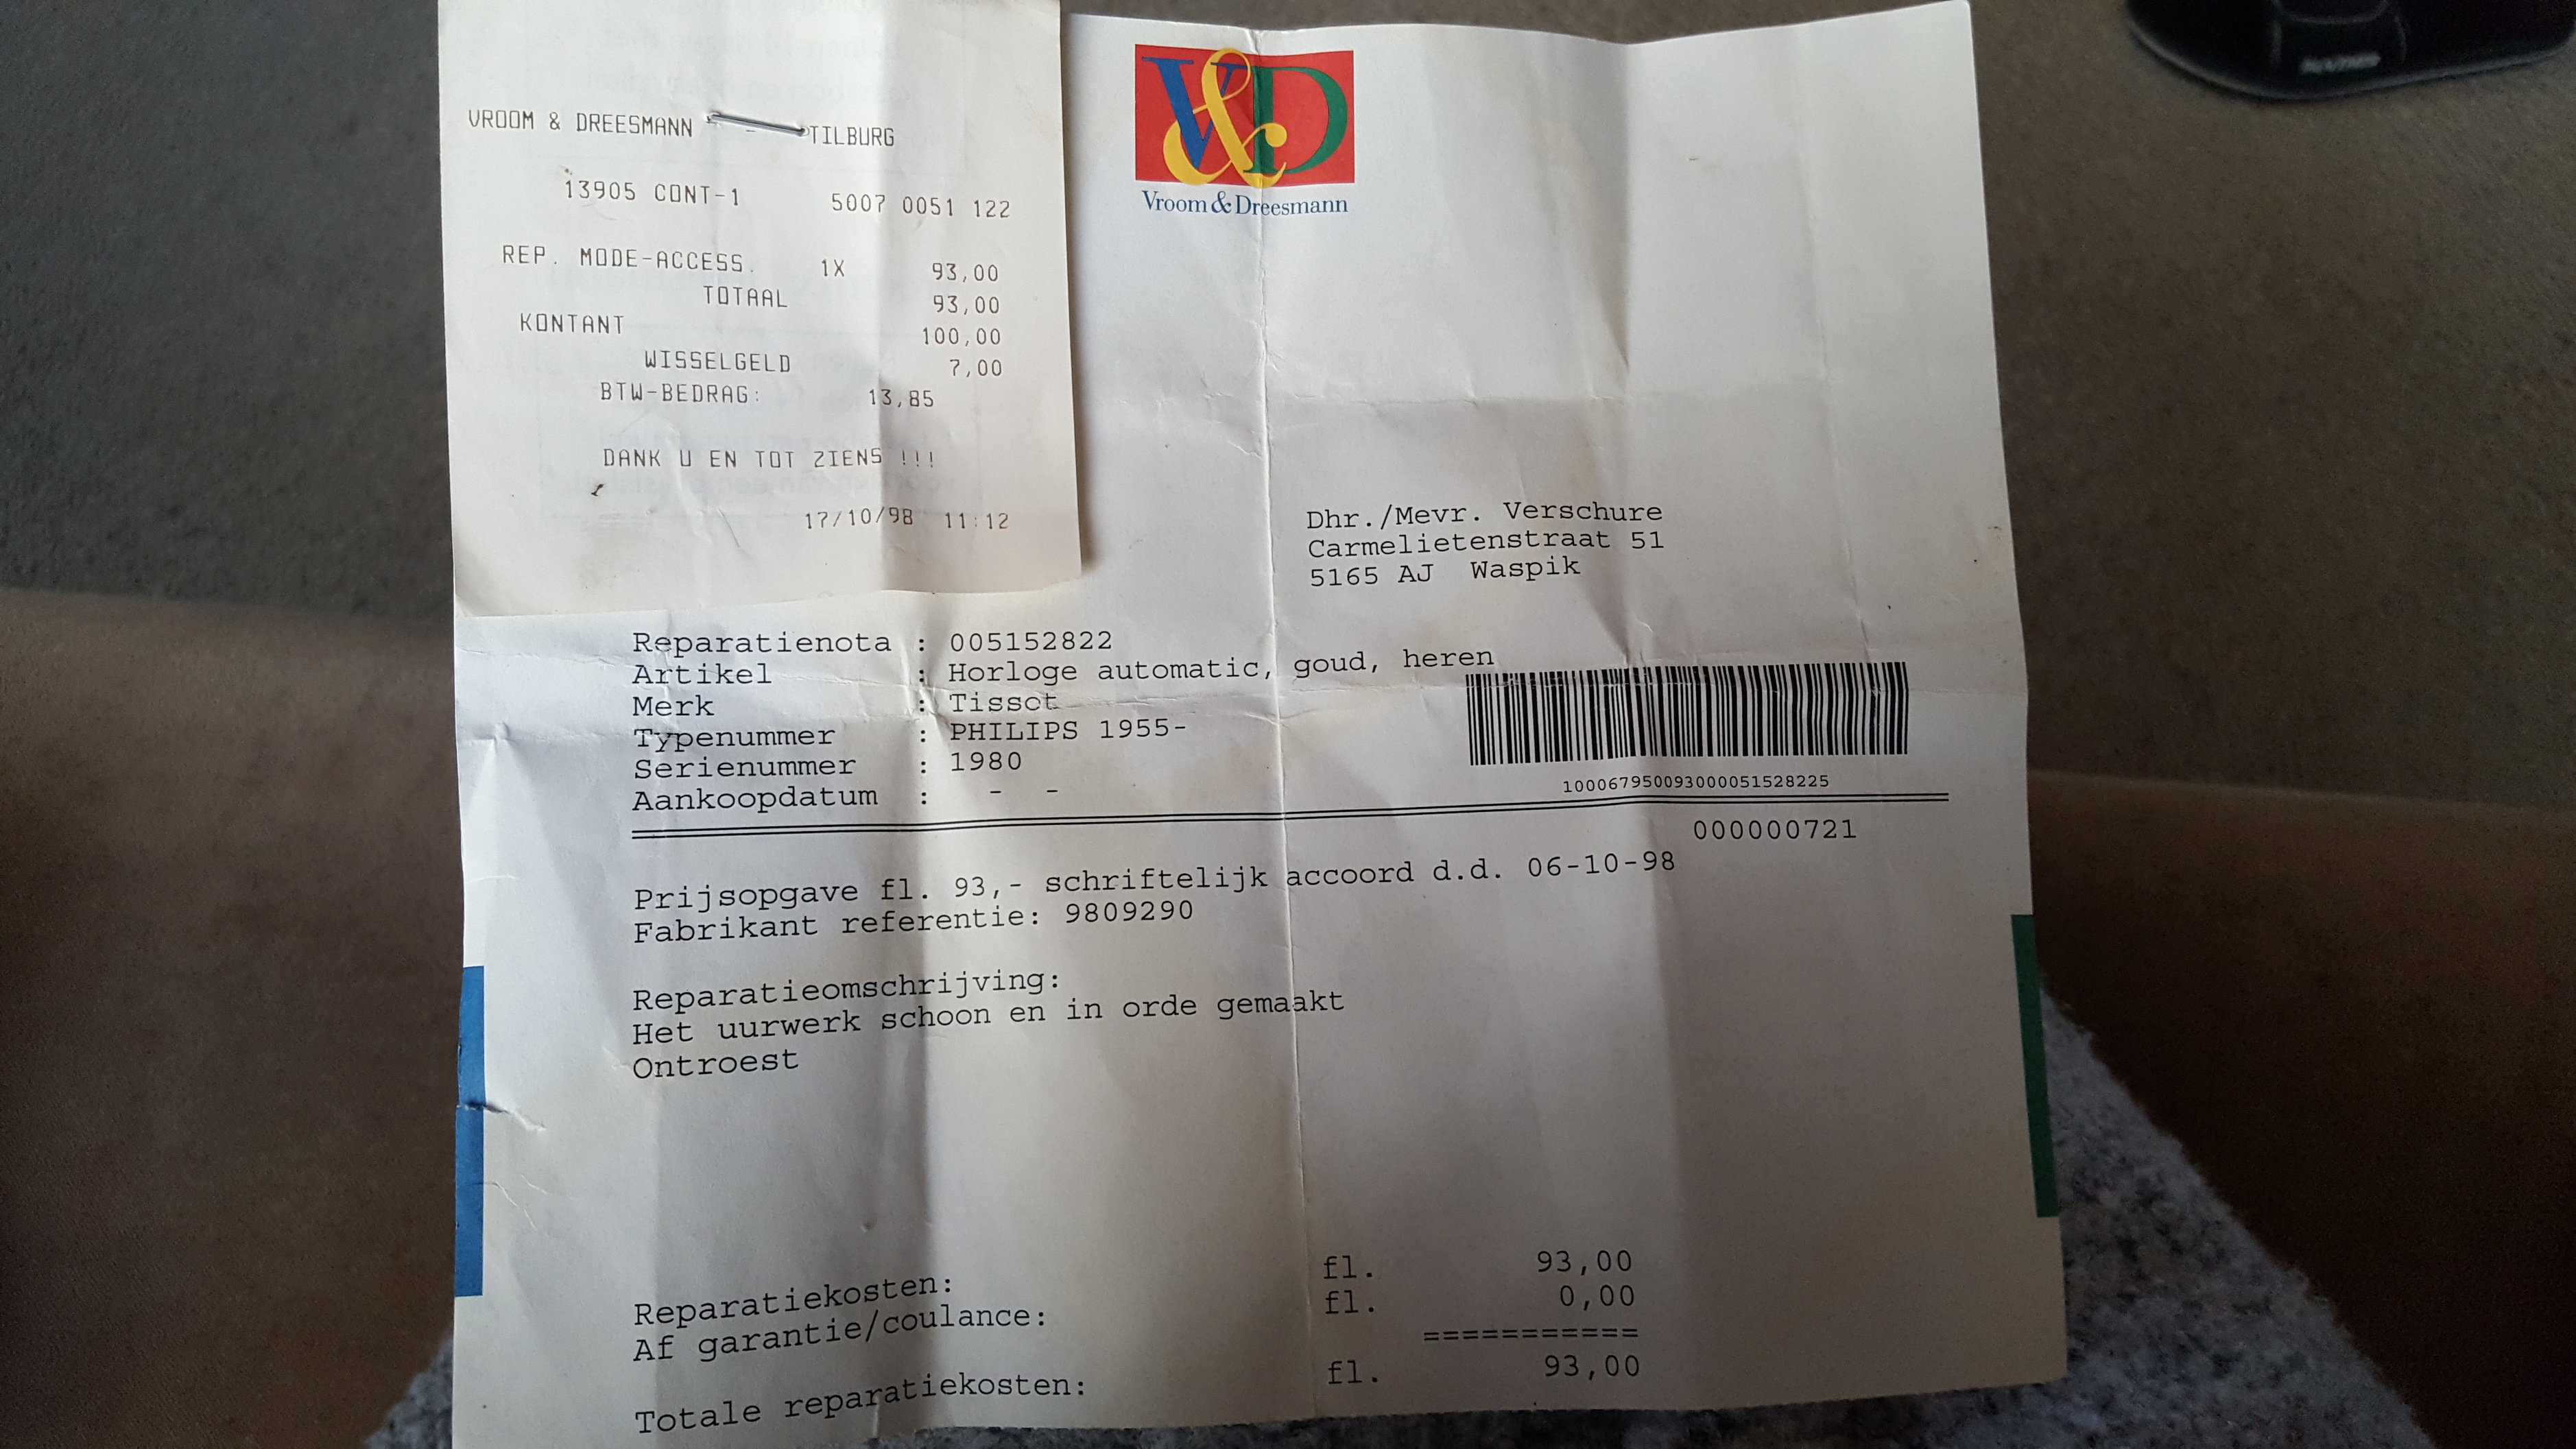 VROOM & DREESMANN TILBURG
13905 CONT-1 5007 0051 122
REP. MODE-ACCESS. 1X 93,00
TOTAAL 93,00
KONTANT 100,00
WISSELGELD 7,00
BTW-BEDRAG: 13,85
DANK U EN TOT ZIENS !!!
17/10/98 11:12
V&D
Vroom & Dreesmann
Dhr./Mevr. Verschure
Carmelietenstraat 51
5165 AJ Waspik
Reparatienota : 005152822
Artikel : Horloge automatic, goud, heren
Merk : Tissot
Typenummer : PHILIPS 1955-
Serienummer : 1980
Aankoopdatum : - -
100067950093000051528225
000000721
Prijsopgave fl. 93,- schriftelijk accoord d.d. 06-10-98
Fabrikant referentie: 9809290
Reparatieomschrijving:
Het uurwerk schoon en in orde gemaakt
Ontroest
Reparatiekosten: fl. 93,00
Af garantie/coulance: fl. 0,00
===========
Totale reparatiekosten: fl. 93,00